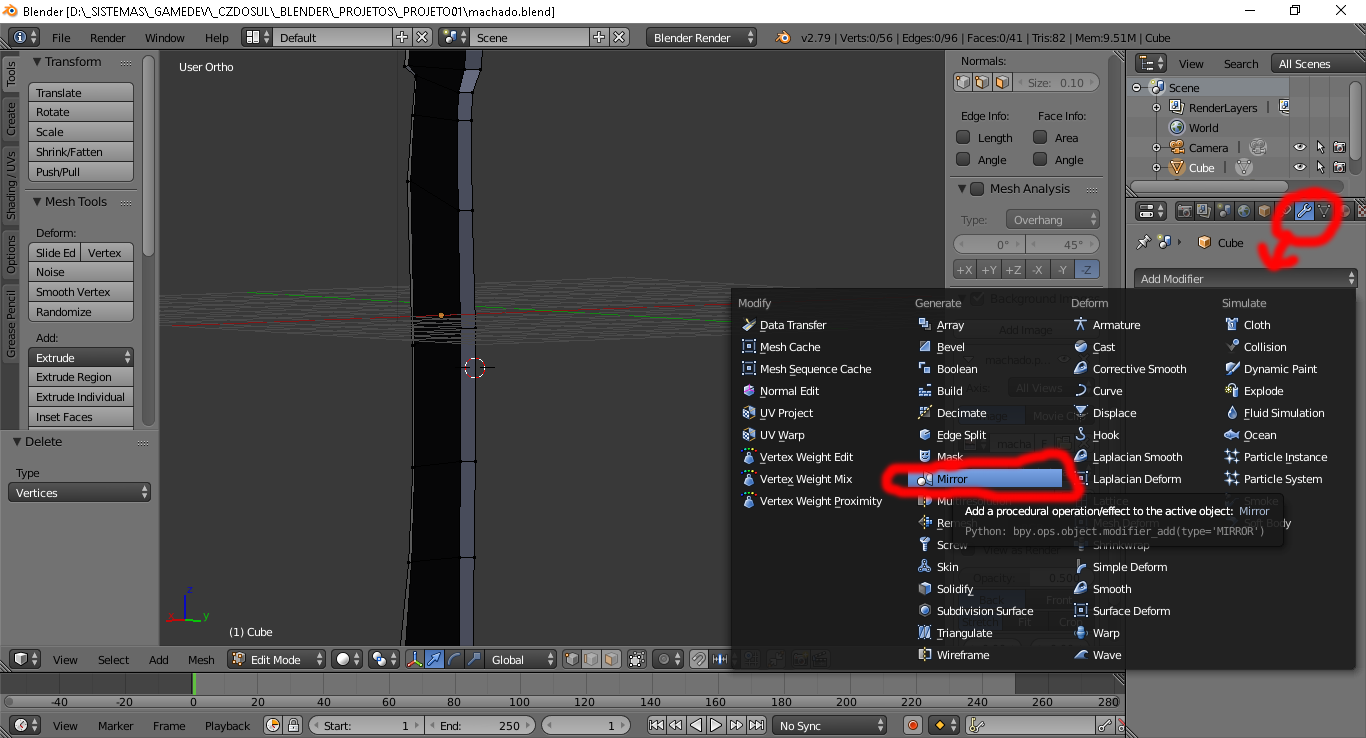 Blender [D:\_SISTEMAS\_GAMEDEV\_CZDOSUL\_BLENDER\_PROJETOS\_PROJETO01\machado.blend]
File Render Window Help Default Scene Blender Render v2.79 | Verts:0/56 | Edges:0/96 | Faces:0/41 | Tris:82 | Mem:9.51M | Cube
Tools
Create
Shading / UVs
Options
Grease Pencil
Transform
Translate
Rotate
Scale
Shrink/Fatten
Push/Pull
Mesh Tools
Deform:
Slide Ed Vertex
Noise
Smooth Vertex
Randomize
Add:
Extrude
Extrude Region
Extrude Individual
Inset Faces
Delete
Type
Vertices
User Ortho
z
x y
(1) Cube
Normals:
Size: 0.10
Edge Info: Face Info:
Length Area
Angle Angle
Mesh Analysis
Type: Overhang
0° 45°
+X +Y +Z -X -Y -Z
View Search All Scenes
Scene
RenderLayers
World
Camera
Cube
Cube
Add Modifier
Modify
Data Transfer
Mesh Cache
Mesh Sequence Cache
Normal Edit
UV Project
UV Warp
Vertex Weight Edit
Vertex Weight Mix
Vertex Weight Proximity
Generate
Array
Bevel
Boolean
Build
Decimate
Edge Split
Mask
Mirror
Screw
Skin
Solidify
Subdivision Surface
Triangulate
Wireframe
Deform
Armature
Cast
Corrective Smooth
Curve
Displace
Hook
Laplacian Smooth
Laplacian Deform
Lattice
Mesh Deform
Shrinkwrap
Simple Deform
Smooth
Surface Deform
Warp
Wave
Simulate
Cloth
Collision
Dynamic Paint
Explode
Fluid Simulation
Ocean
Particle Instance
Particle System
Smoke
Soft Body
Add a procedural operation/effect to the active object: Mirror
Python: bpy.ops.object.modifier_add(type='MIRROR')
View Select Add Mesh Edit Mode Global
-40 -20 0 20 40 60 80 100 120 140 160 180 200 220 240 260 280
View Marker Frame Playback Start: 1 End: 250 1 No Sync